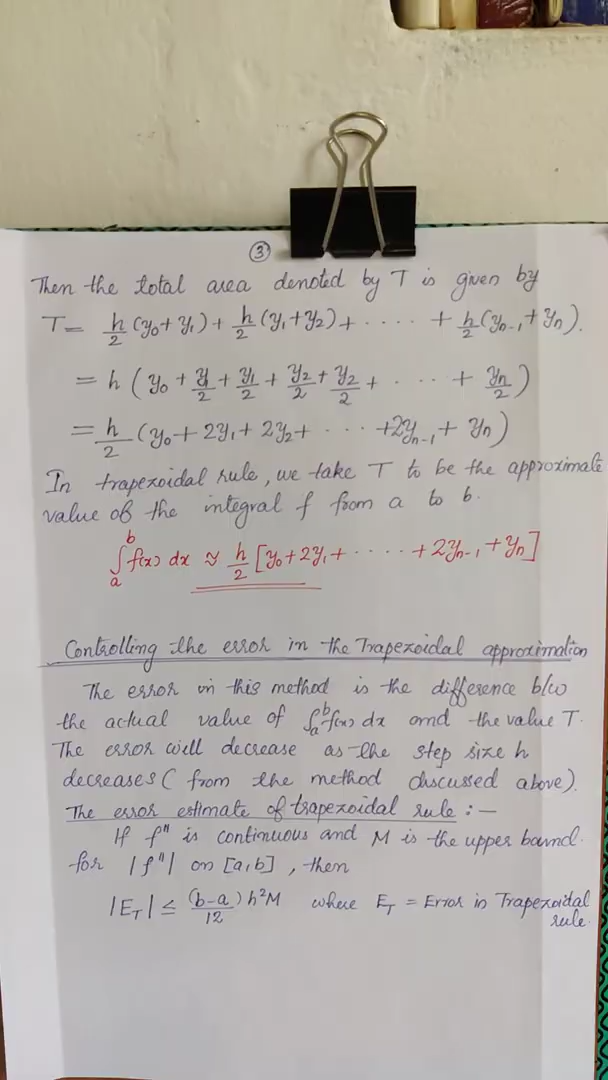 ③
Then the total area denoted by T is given by
T = h/2 (y₀ + y₁) + h/2 (y₁ + y₂) + ..... + h/2 (yₙ₋₁ + yₙ).
= h (y₀ + y₁/2 + y₁/2 + y₂/2 + y₂/2 + . ... + yₙ/2)
= h/2 (y₀ + 2y₁ + 2y₂ + ... + 2yₙ₋₁ + yₙ)
In trapezoidal rule, we take T to be the approximate
value of the integral f from a to b.
∫ₐᵇ f(x) dx ≈ h/2 [y₀ + 2y₁ + ..... + 2yₙ₋₁ + yₙ]
Controlling the error in the Trapezoidal approximation
The error in this method is the difference b/w
the actual value of ∫ₐᵇ f(x) dx and the value T.
The error will decrease as the step size h
decreases ( from the method discussed above).
The error estimate of trapezoidal rule : —
If f" is continuous and M is the upper bound.
for |f"| on [a,b] , then
|E_T| ≤ (b-a)/12 h²M where E_T = Error in Trapezoidal
rule.